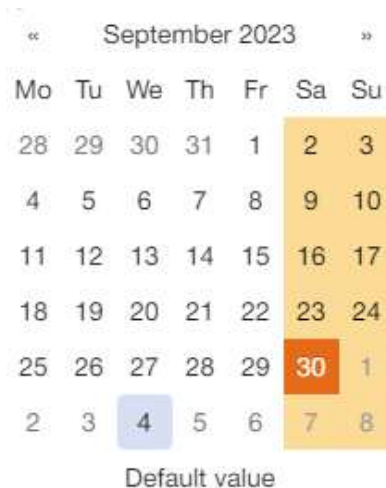 « September 2023 »
Mo Tu We Th Fr Sa Su
28 29 30 31 1 2 3
4 5 6 7 8 9 10
11 12 13 14 15 16 17
18 19 20 21 22 23 24
25 26 27 28 29 30 1
2 3 4 5 6 7 8
Default value